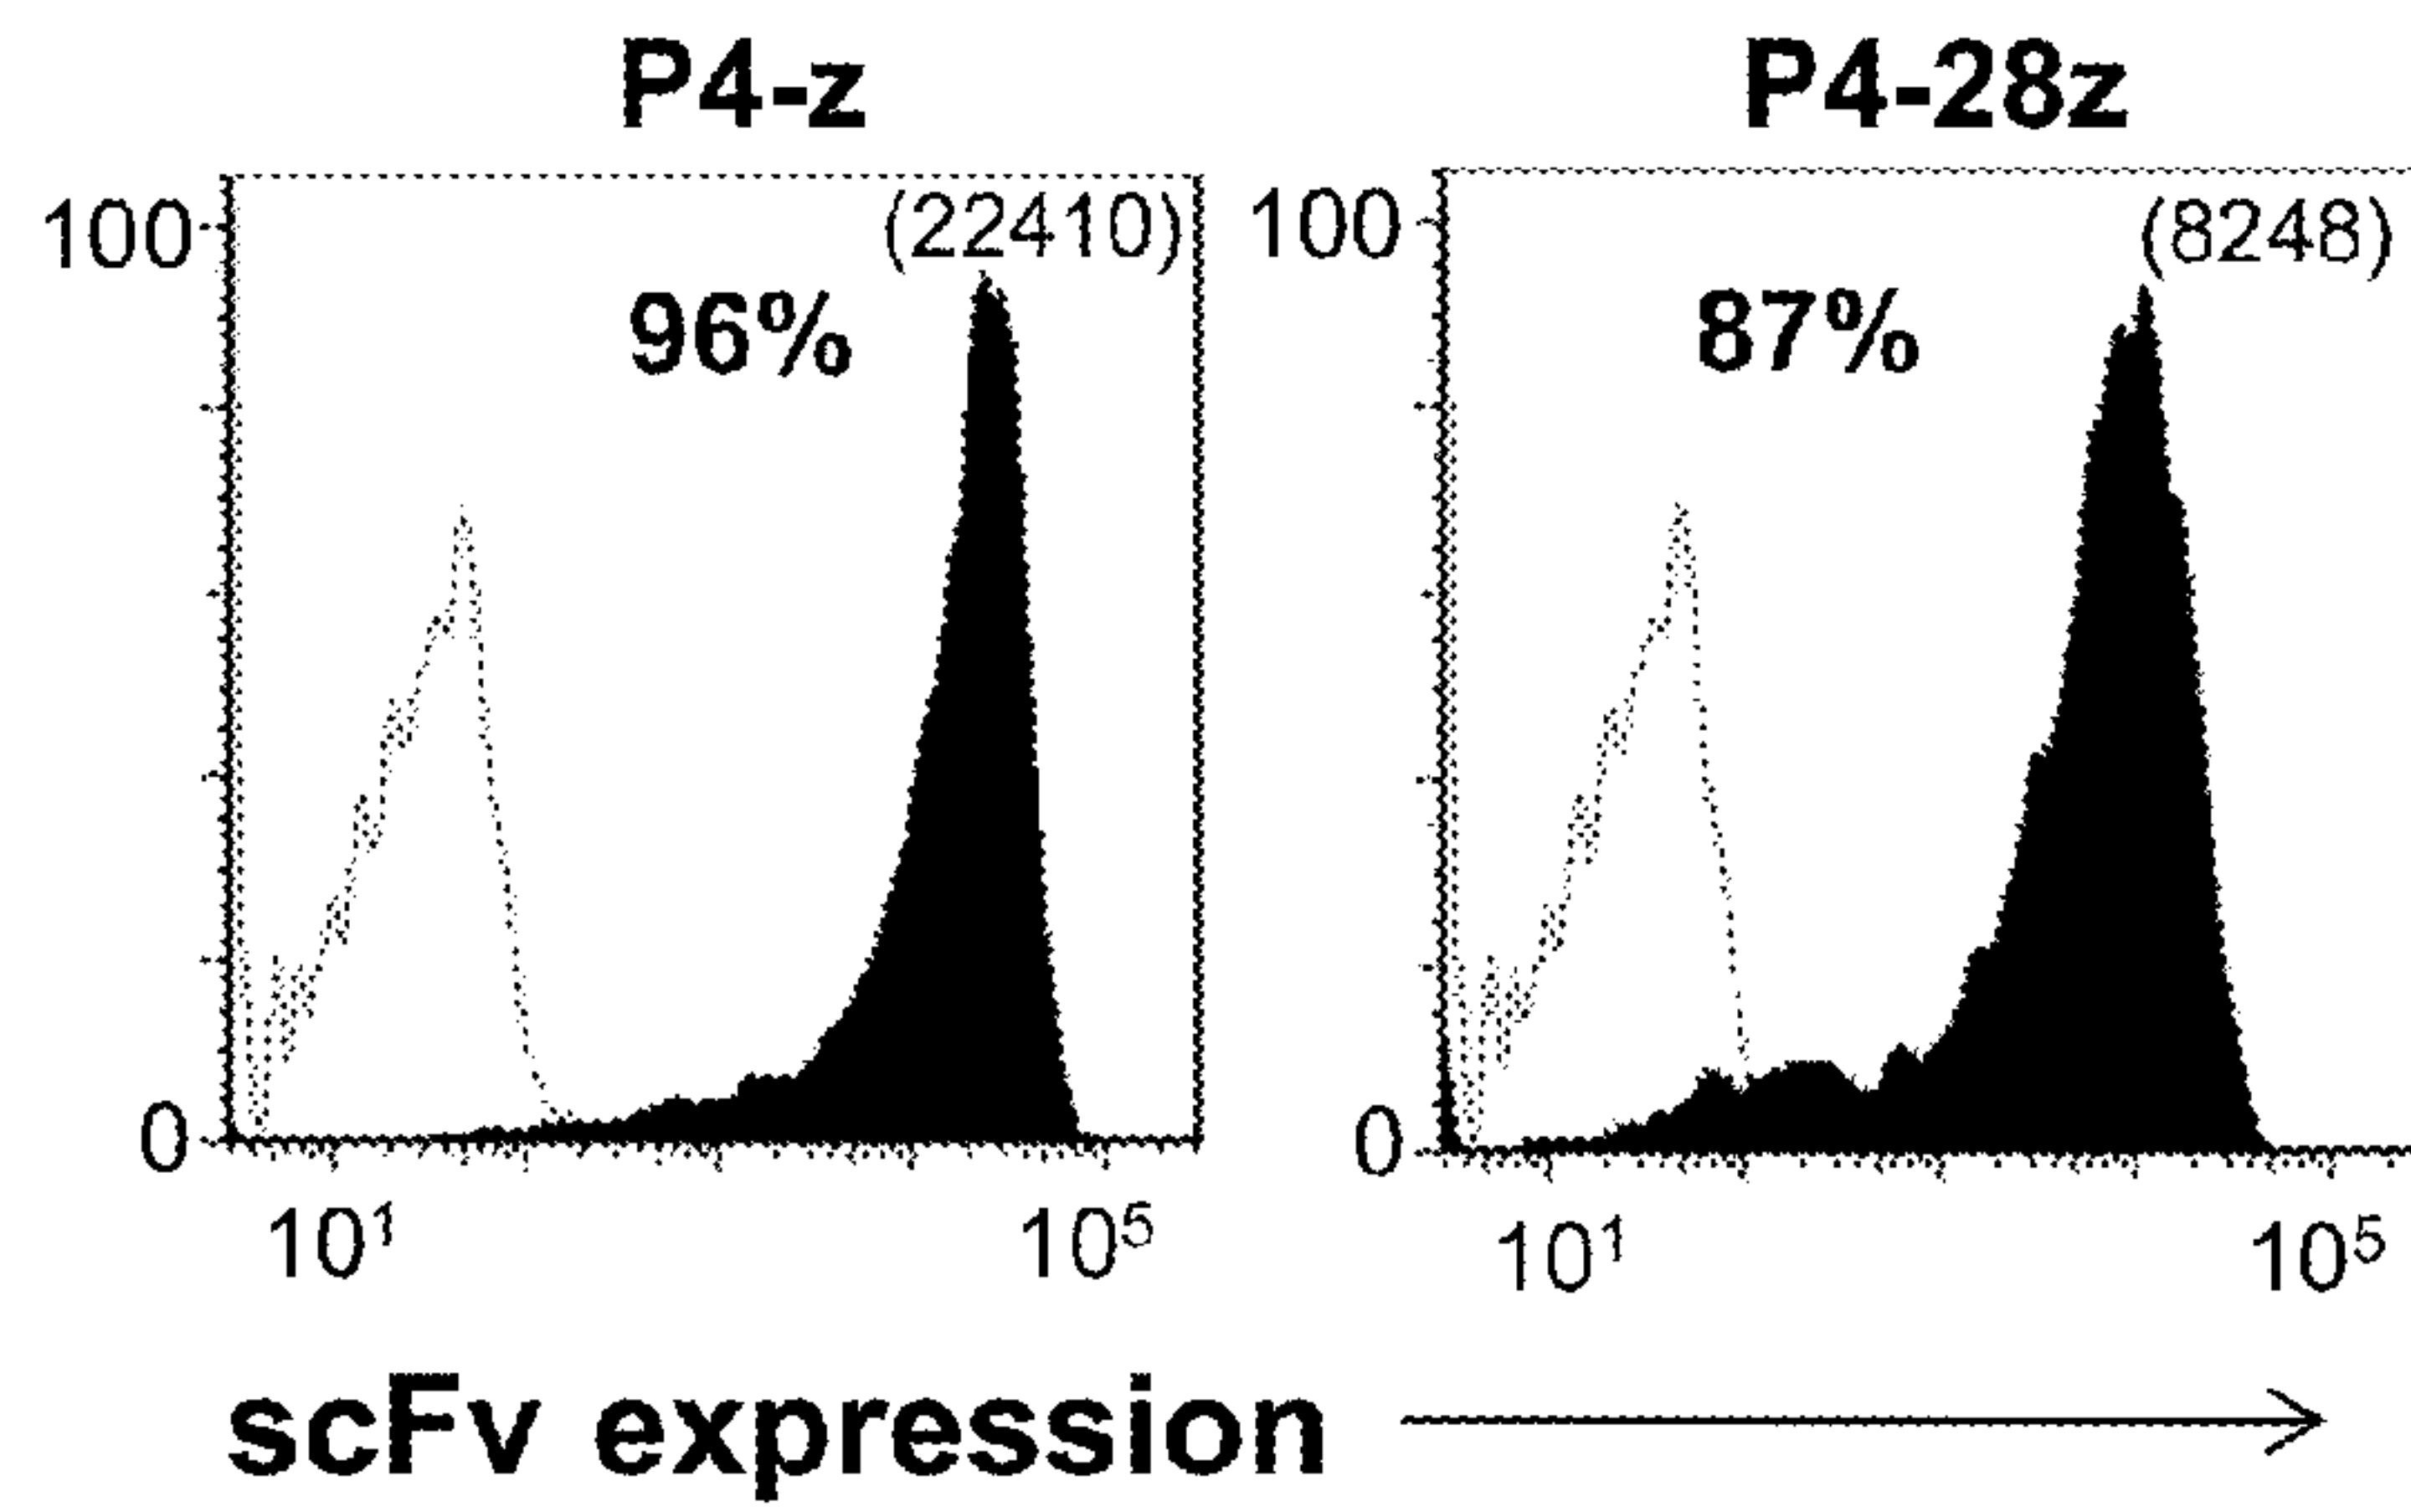 P4-z P4-28z
100 (22410) 100 (8248)
96% 87%
0 0
10¹ 10⁵ 10¹ 10⁵
scFv expression